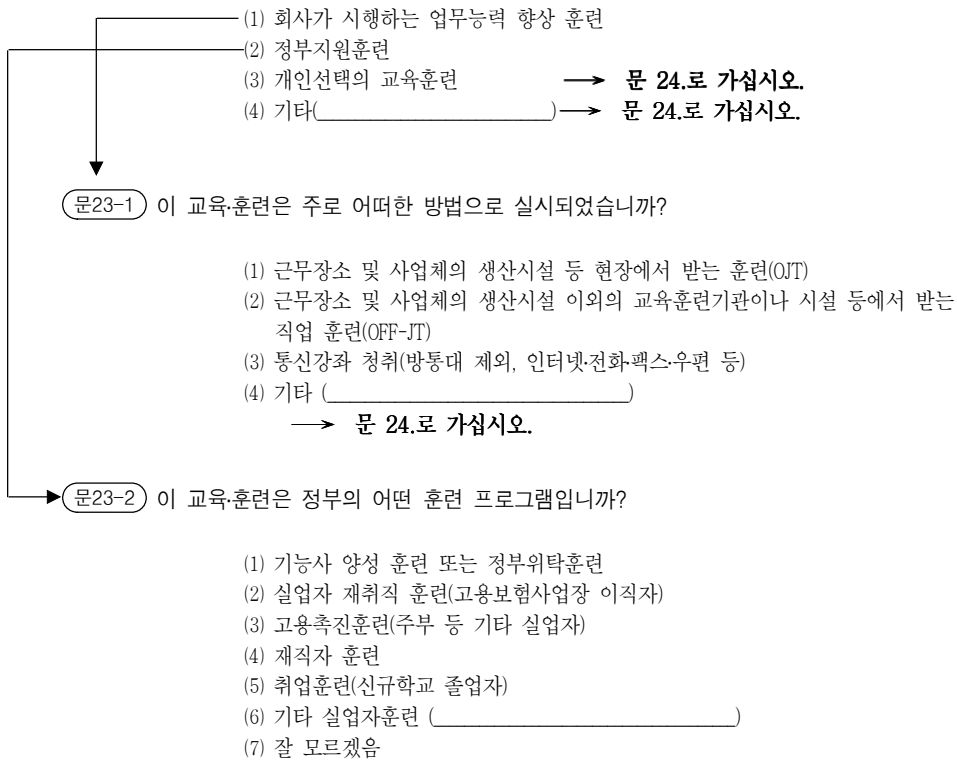 (1) 회사가 시행하는 업무능력 향상 훈련
(2) 정부지원훈련
(3) 개인선택의 교육훈련 → 문 24.로 가십시오.
(4) 기타(________________________) → 문 24.로 가십시오.
문23-1 이 교육·훈련은 주로 어떠한 방법으로 실시되었습니까?
(1) 근무장소 및 사업체의 생산시설 등 현장에서 받는 훈련(OJT)
(2) 근무장소 및 사업체의 생산시설 이외의 교육훈련기관이나 시설 등에서 받는
직업 훈련(OFF-JT)
(3) 통신강좌 청취(방통대 제외, 인터넷·전화·팩스·우편 등)
(4) 기타 (______________________________)
→ 문 24.로 가십시오.
문23-2 이 교육·훈련은 정부의 어떤 훈련 프로그램입니까?
(1) 기능사 양성 훈련 또는 정부위탁훈련
(2) 실업자 재취직 훈련(고용보험사업장 이직자)
(3) 고용촉진훈련(주부 등 기타 실업자)
(4) 재직자 훈련
(5) 취업훈련(신규학교 졸업자)
(6) 기타 실업자훈련 (______________________________)
(7) 잘 모르겠음